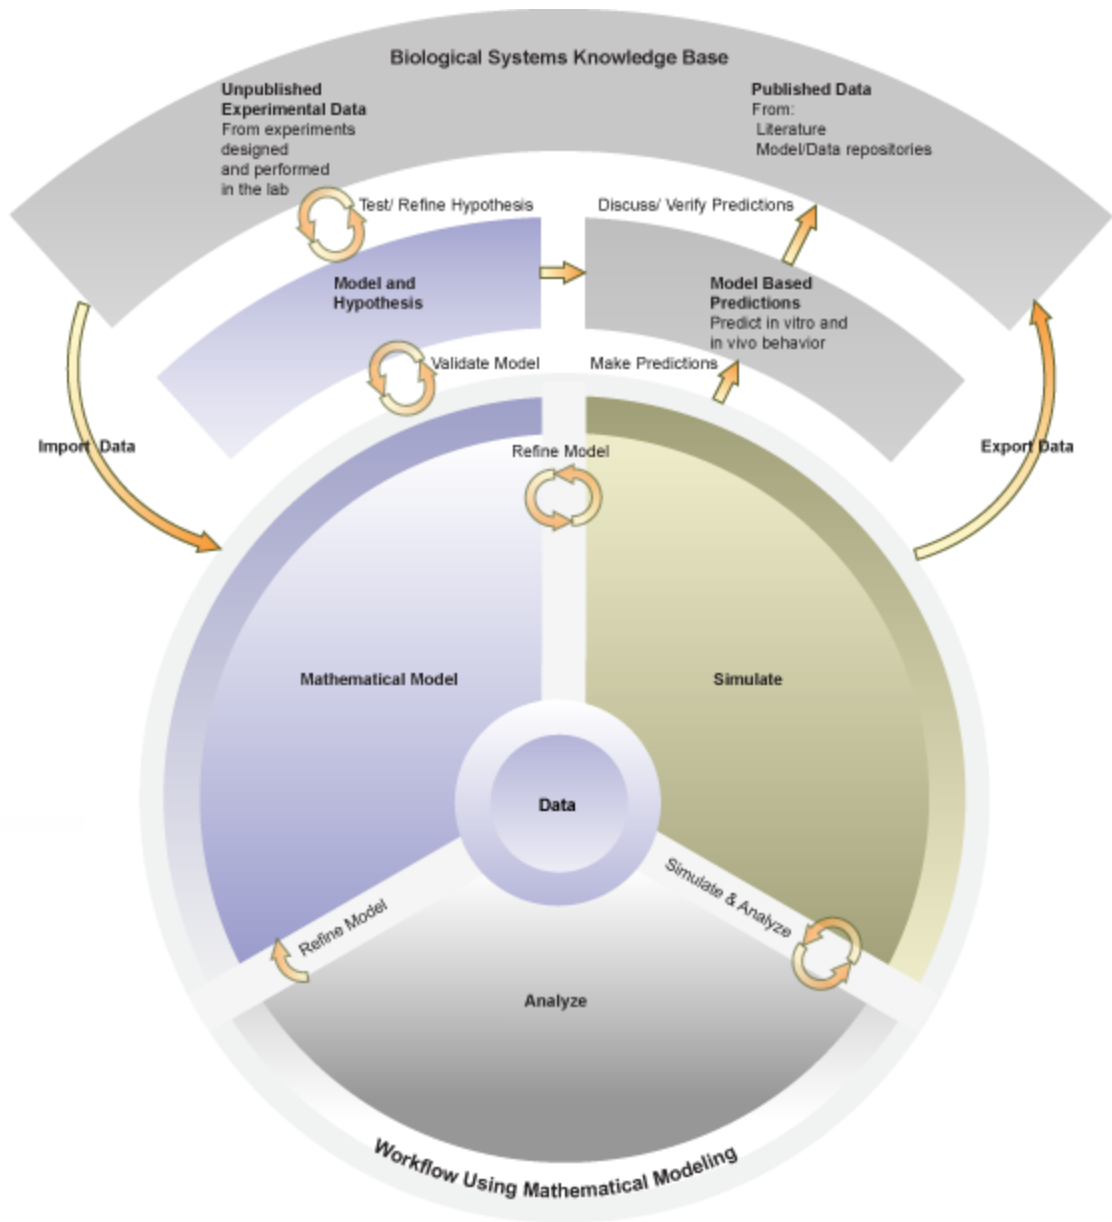 Biological Systems Knowledge Base
Unpublished
Experimental Data
From experiments
designed
and performed
in the lab
Published Data
From:
Literature
Model/Data repositories
Test/ Refine Hypothesis
Discuss/ Verify Predictions
Model and
Hypothesis
Model Based
Predictions
Predict in vitro and
in vivo behavior
Validate Model
Make Predictions
Import Data
Export Data
Refine Model
Mathematical Model
Simulate
Data
Refine Model
Simulate & Analyze
Analyze
Workflow Using Mathematical Modeling